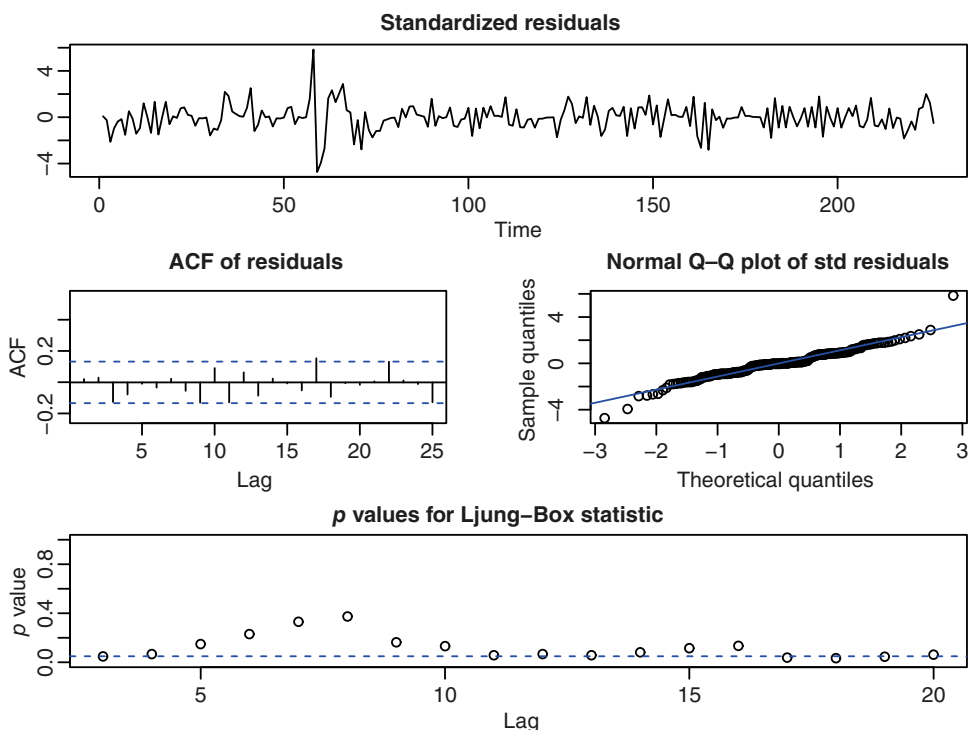 Standardized residuals
4
0
−4
0 50 100 150 200
Time
ACF of residuals
ACF
0.2
−0.2
5 10 15 20 25
Lag
Normal Q–Q plot of std residuals
Sample quantiles
4
0
−4
−3 −2 −1 0 1 2 3
Theoretical quantiles
p values for Ljung–Box statistic
p value
0.8
0.4
0.0
5 10 15 20
Lag